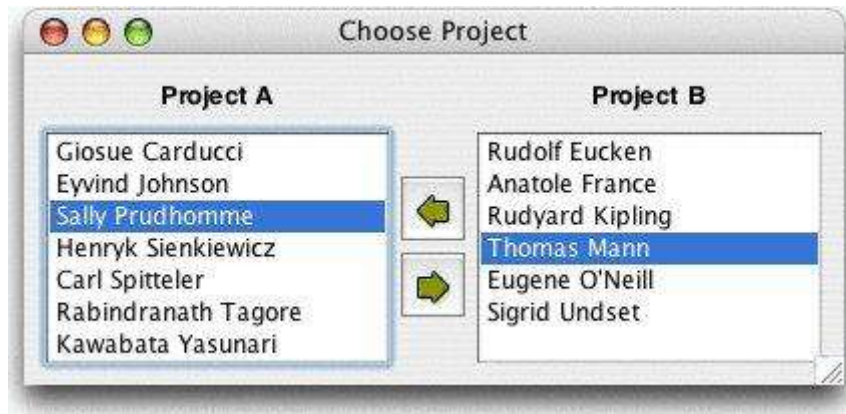 Choose Project
Project A
Giosue Carducci
Eyvind Johnson
Sally Prudhomme
Henryk Sienkiewicz
Carl Spitteler
Rabindranath Tagore
Kawabata Yasunari
Project B
Rudolf Eucken
Anatole France
Rudyard Kipling
Thomas Mann
Eugene O'Neill
Sigrid Undset